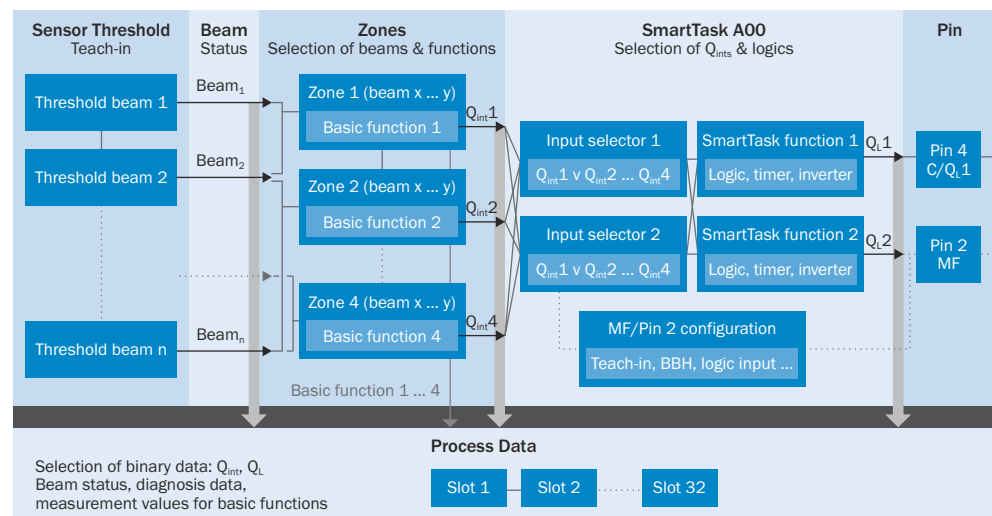 Sensor Threshold
Teach-in
Beam
Status
Zones
Selection of beams & functions
SmartTask A00
Selection of Qints & logics
Pin
Threshold beam 1
Threshold beam 2
Threshold beam n
Beam1
Beam2
Beamn
Zone 1 (beam x ... y)
Basic function 1
Zone 2 (beam x ... y)
Basic function 2
Zone 4 (beam x ... y)
Basic function 4
Basic function 1 ... 4
Qint1
Qint2
Qint4
Input selector 1
Qint1 v Qint2 ... Qint4
Input selector 2
Qint1 v Qint2 ... Qint4
SmartTask function 1
Logic, timer, inverter
SmartTask function 2
Logic, timer, inverter
MF/Pin 2 configuration
Teach-in, BBH, logic input ...
QL1
QL2
Pin 4
C/QL1
Pin 2
MF
Process Data
Selection of binary data: Qint, QL
Beam status, diagnosis data,
measurement values for basic functions
Slot 1
Slot 2
Slot 32